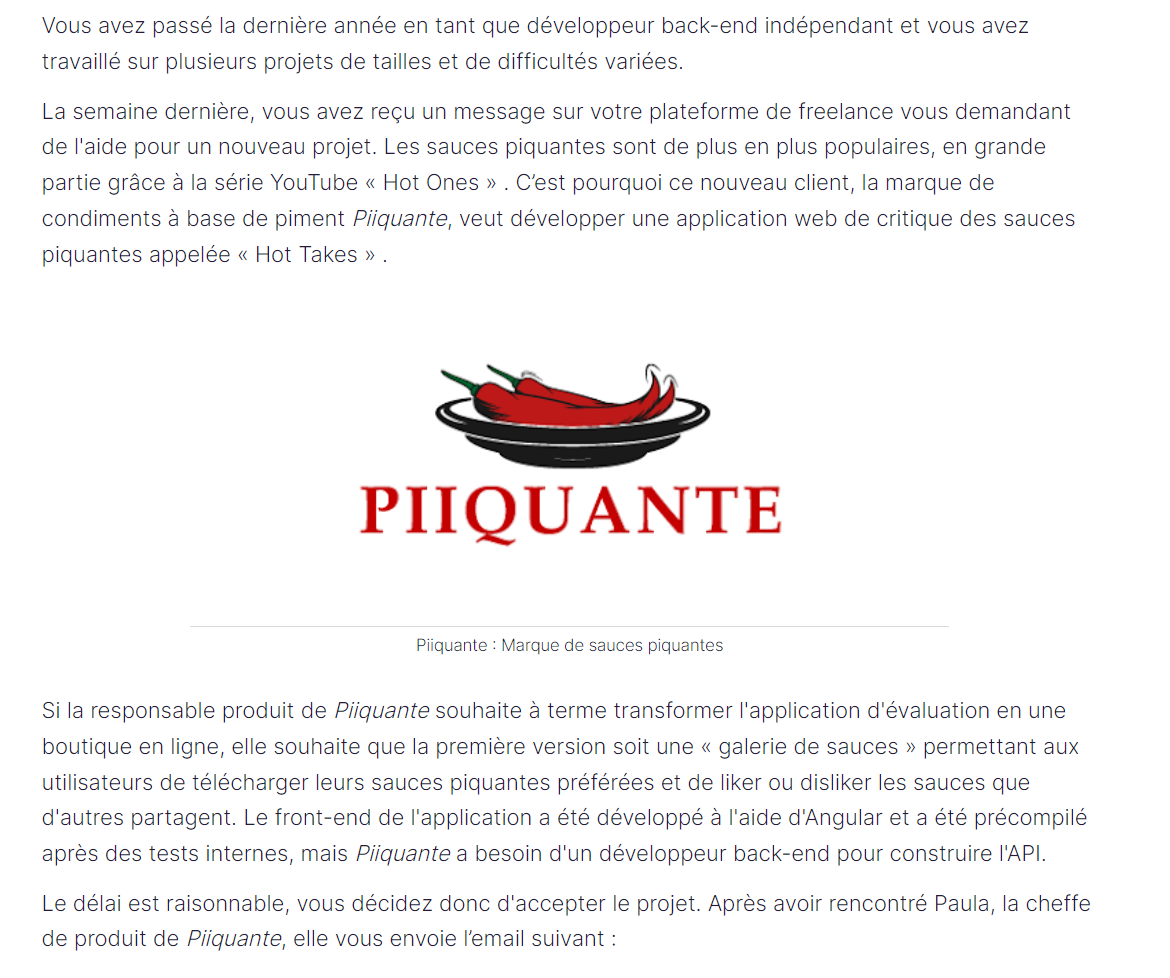 Vous avez passé la dernière année en tant que développeur back-end indépendant et vous avez
travaillé sur plusieurs projets de tailles et de difficultés variées.
La semaine dernière, vous avez reçu un message sur votre plateforme de freelance vous demandant
de l'aide pour un nouveau projet. Les sauces piquantes sont de plus en plus populaires, en grande
partie grâce à la série YouTube « Hot Ones » . C’est pourquoi ce nouveau client, la marque de
condiments à base de piment Piiquante, veut développer une application web de critique des sauces
piquantes appelée « Hot Takes » .
PIIQUANTE
Piiquante : Marque de sauces piquantes
Si la responsable produit de Piiquante souhaite à terme transformer l'application d'évaluation en une
boutique en ligne, elle souhaite que la première version soit une « galerie de sauces » permettant aux
utilisateurs de télécharger leurs sauces piquantes préférées et de liker ou disliker les sauces que
d'autres partagent. Le front-end de l'application a été développé à l'aide d'Angular et a été précompilé
après des tests internes, mais Piiquante a besoin d'un développeur back-end pour construire l'API.
Le délai est raisonnable, vous décidez donc d'accepter le projet. Après avoir rencontré Paula, la cheffe
de produit de Piiquante, elle vous envoie l’email suivant :